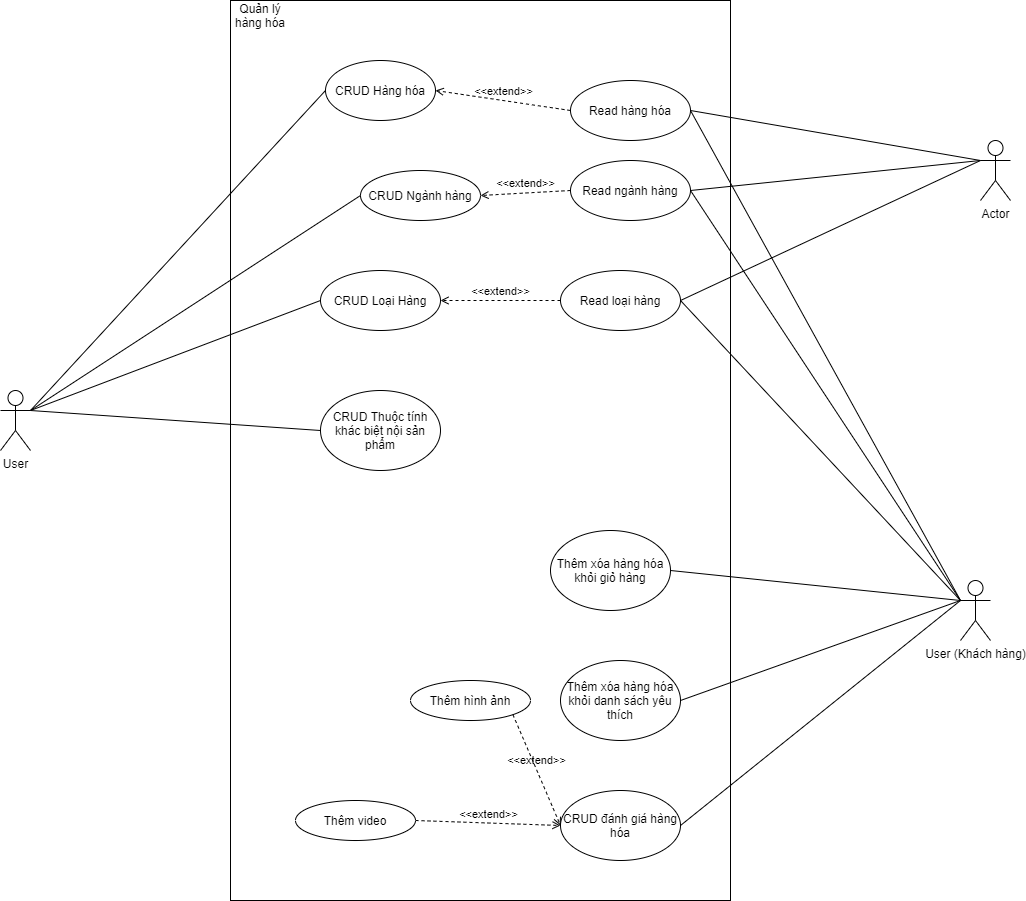 Quản lý
hàng hóa
CRUD Hàng hóa
<<extend>>
Read hàng hóa
CRUD Ngành hàng
<<extend>>
Read ngành hàng
Actor
CRUD Loại Hàng
<<extend>>
Read loại hàng
CRUD Thuộc tính
khác biệt nội sản
phẩm
User
Thêm xóa hàng hóa
khỏi giỏ hàng
User (Khách hàng)
Thêm hình ảnh
Thêm xóa hàng hóa
khỏi danh sách yêu
thích
<<extend>>
Thêm video
<<extend>>
CRUD đánh giá hàng
hóa